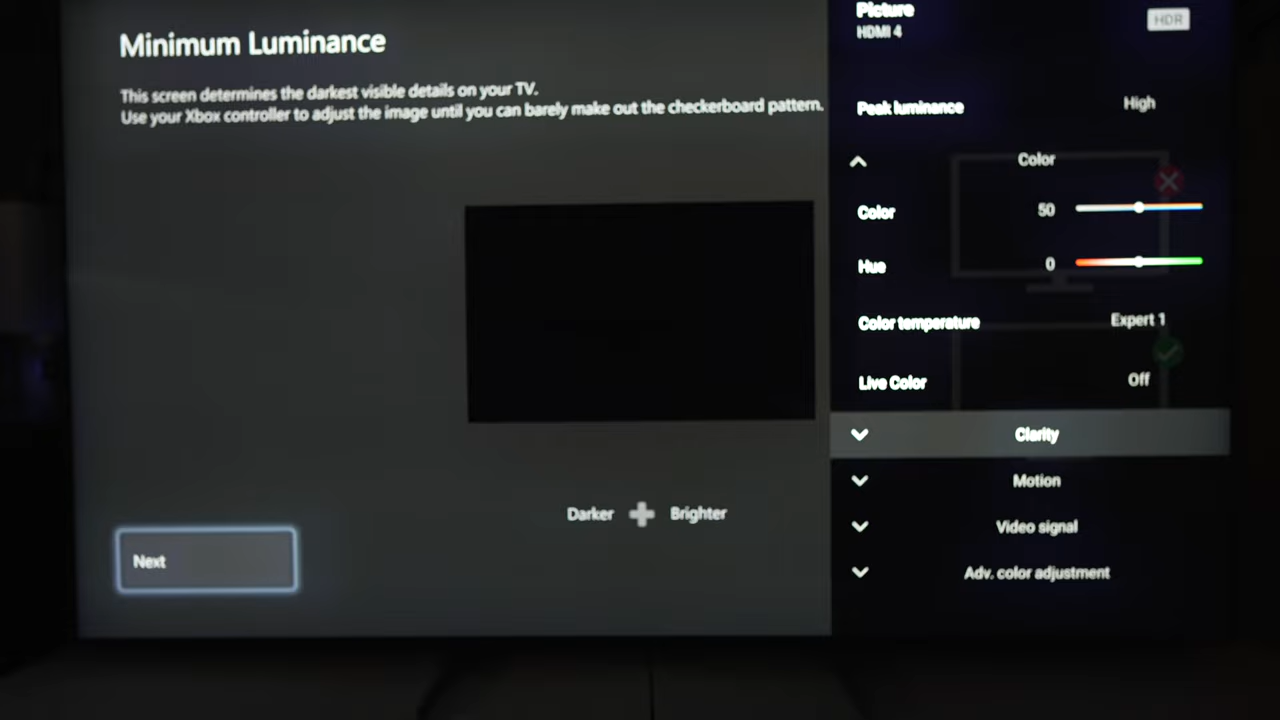 Minimum Luminance
This screen determines the darkest visible details on your TV.
Use your Xbox controller to adjust the image until you can barely make out the checkerboard pattern.
Darker
Brighter
Next
Picture
HDMI 4
HDR
Peak luminance High
Color
Color 50
Hue 0
Color temperature Expert 1
Live Color Off
Clarity
Motion
Video signal
Adv. color adjustment